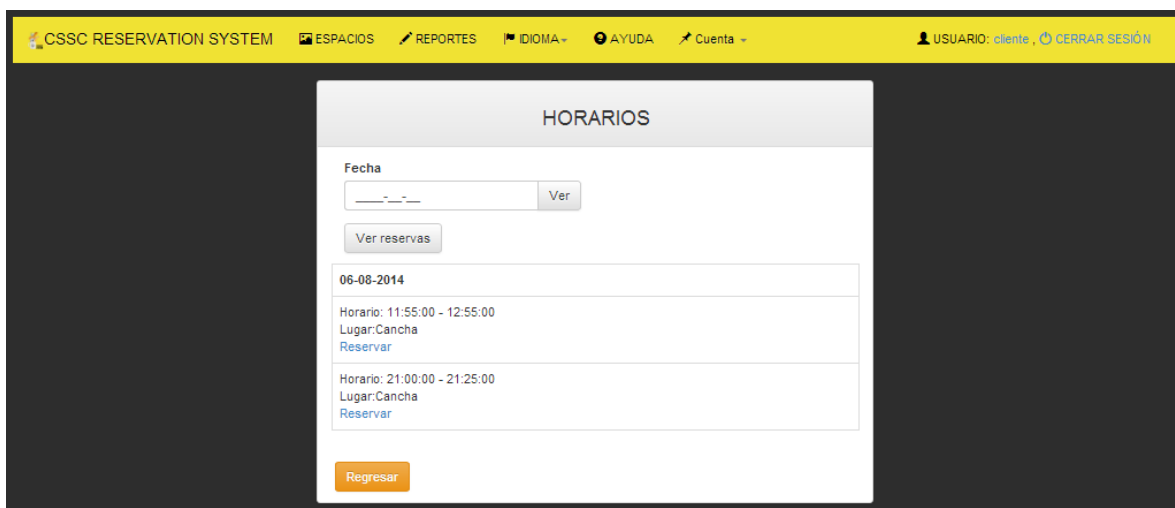 CSSC RESERVATION SYSTEM ESPACIOS REPORTES IDIOMA AYUDA Cuenta USUARIO: cliente , CERRAR SESIÓN
HORARIOS
Fecha
____-__-__ Ver
Ver reservas
06-08-2014
Horario: 11:55:00 - 12:55:00
Lugar:Cancha
Reservar
Horario: 21:00:00 - 21:25:00
Lugar:Cancha
Reservar
Regresar